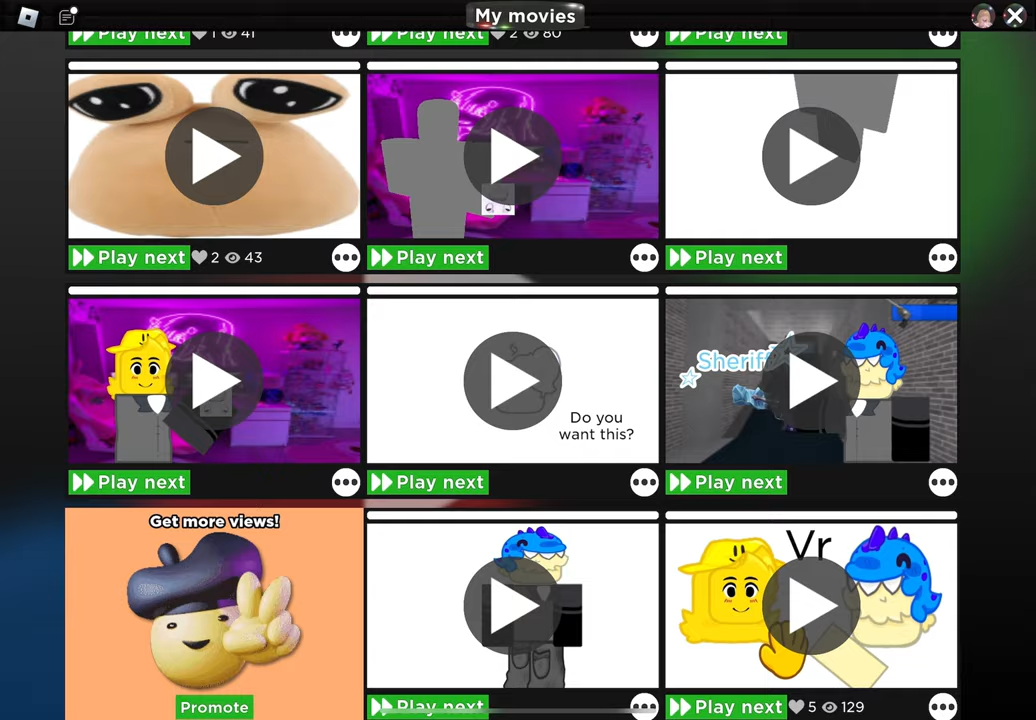 My movies
Play next 1 41
Play next 2 80
Play next
Play next 2 43
Play next
Play next
Sheriff
Do you
want this?
Play next
Play next
Play next
Get more views!
Vr
Promote
Play next
Play next 5 129